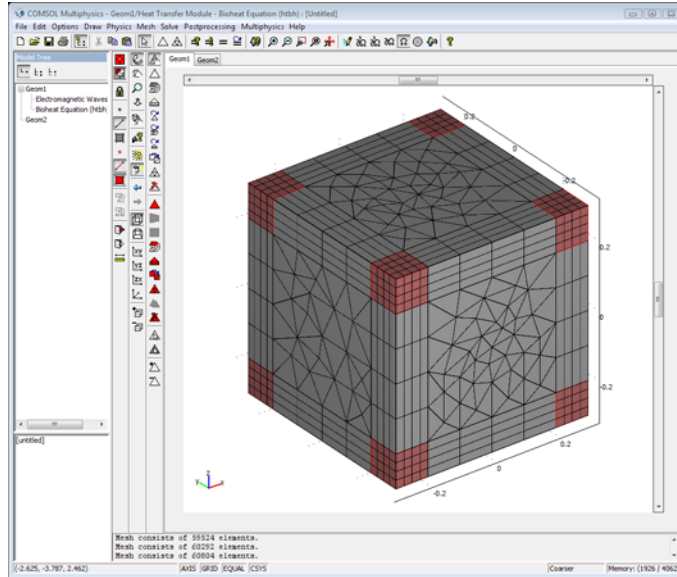 COMSOL Multiphysics - Geom1/Heat Transfer Module - Bioheat Equation (htbh) : [Untitled]
File Edit Options Draw Physics Mesh Solve Postprocessing Multiphysics Help
Model Tree
Geom1 Geom2
Geom1
Electromagnetic Waves
Bioheat Equation (htbh
Geom2
0.2
0
-0.2
0.2
0
-0.2
0.2
0
-0.2
z
y
x
[untitled]
Mesh consists of 59524 elements.
Mesh consists of 60292 elements.
Mesh consists of 60804 elements.
(-2.625, -3.787, 2.462) AXIS GRID EQUAL CSYS Coarser Memory: (1926 / 4062